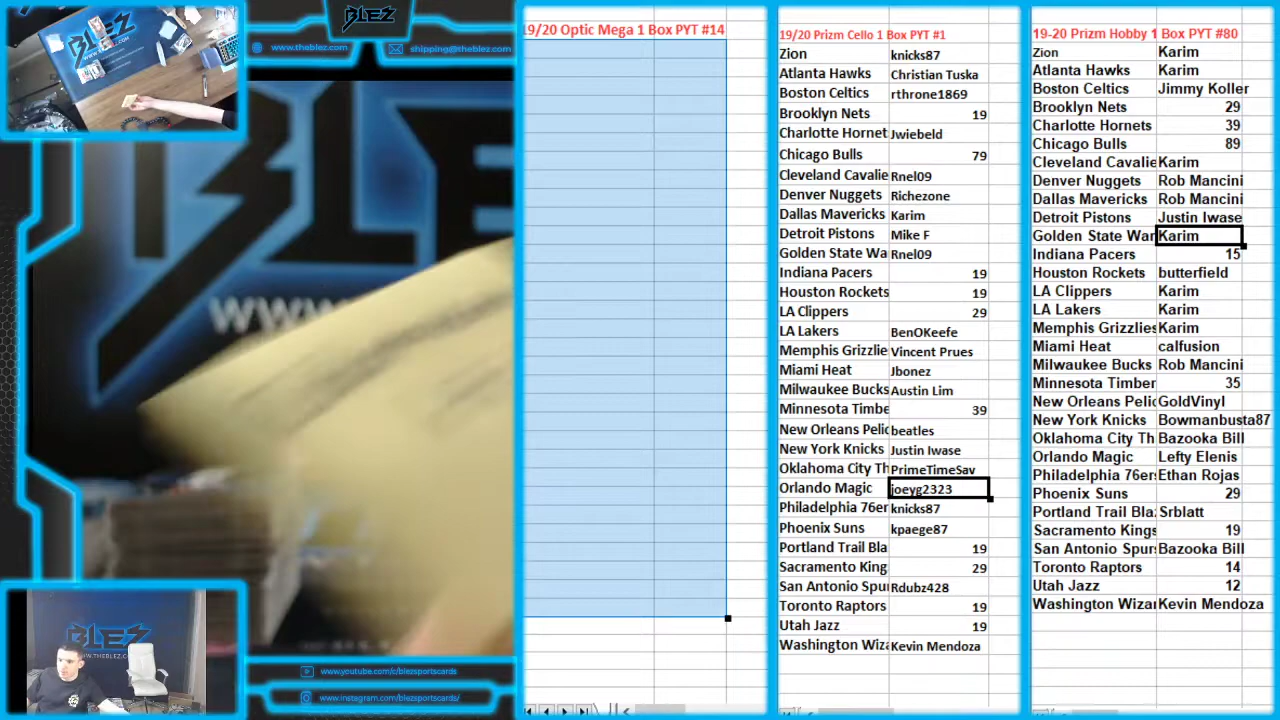 BLEZ
www.theblez.com
shipping@theblez.com
BLEZ
WWW
BLEZ
WWW.THEBLEZ.COM
www.youtube.com/c/blezsportscards
www.instagram.com/blezsportscards/
19/20 Optic Mega 1 Box PYT #14
19/20 Prizm Cello 1 Box PYT #1
Zion knicks87
Atlanta Hawks Christian Tuska
Boston Celtics rthrone1869
Brooklyn Nets 19
Charlotte Hornet Jwiebeld
Chicago Bulls 79
Cleveland Cavalie Rnel09
Denver Nuggets Richezone
Dallas Mavericks Karim
Detroit Pistons Mike F
Golden State Wa Rnel09
Indiana Pacers 19
Houston Rockets 19
LA Clippers 29
LA Lakers BenOKeefe
Memphis Grizzlie Vincent Prues
Miami Heat Jbonez
Milwaukee Bucks Austin Lim
Minnesota Timbe 39
New Orleans Pelic beatles
New York Knicks Justin Iwase
Oklahoma City Th PrimeTimeSav
Orlando Magic joeyg2323
Philadelphia 76er knicks87
Phoenix Suns kpaege87
Portland Trail Bla 19
Sacramento King 29
San Antonio Spu Rdubz428
Toronto Raptors 19
Utah Jazz 19
Washington Wiza Kevin Mendoza
19-20 Prizm Hobby 1 Box PYT #80
Zion Karim
Atlanta Hawks Karim
Boston Celtics Jimmy Koller
Brooklyn Nets 29
Charlotte Hornets 39
Chicago Bulls 89
Cleveland Cavalie Karim
Denver Nuggets Rob Mancini
Dallas Mavericks Rob Mancini
Detroit Pistons Justin Iwase
Golden State War Karim
Indiana Pacers 15
Houston Rockets butterfield
LA Clippers Karim
LA Lakers Karim
Memphis Grizzlies Karim
Miami Heat calfusion
Milwaukee Bucks Rob Mancini
Minnesota Timber 35
New Orleans Pelic GoldVinyl
New York Knicks Bowmanbusta87
Oklahoma City Th Bazooka Bill
Orlando Magic Lefty Elenis
Philadelphia 76ers Ethan Rojas
Phoenix Suns 29
Portland Trail Bla Srblatt
Sacramento Kings 19
San Antonio Spurs Bazooka Bill
Toronto Raptors 14
Utah Jazz 12
Washington Wizar Kevin Mendoza